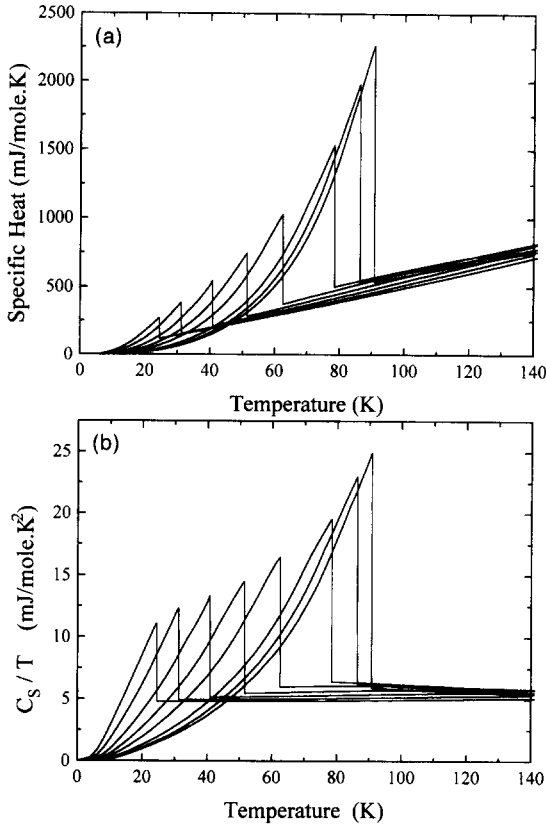 (a)
2500
2000
1500
1000
500
0
Specific Heat (mJ/mole.K)
0 20 40 60 80 100 120 140
Temperature (K)
(b)
25
20
15
10
5
0
C_S / T (mJ/mole.K²)
0 20 40 60 80 100 120 140
Temperature (K)